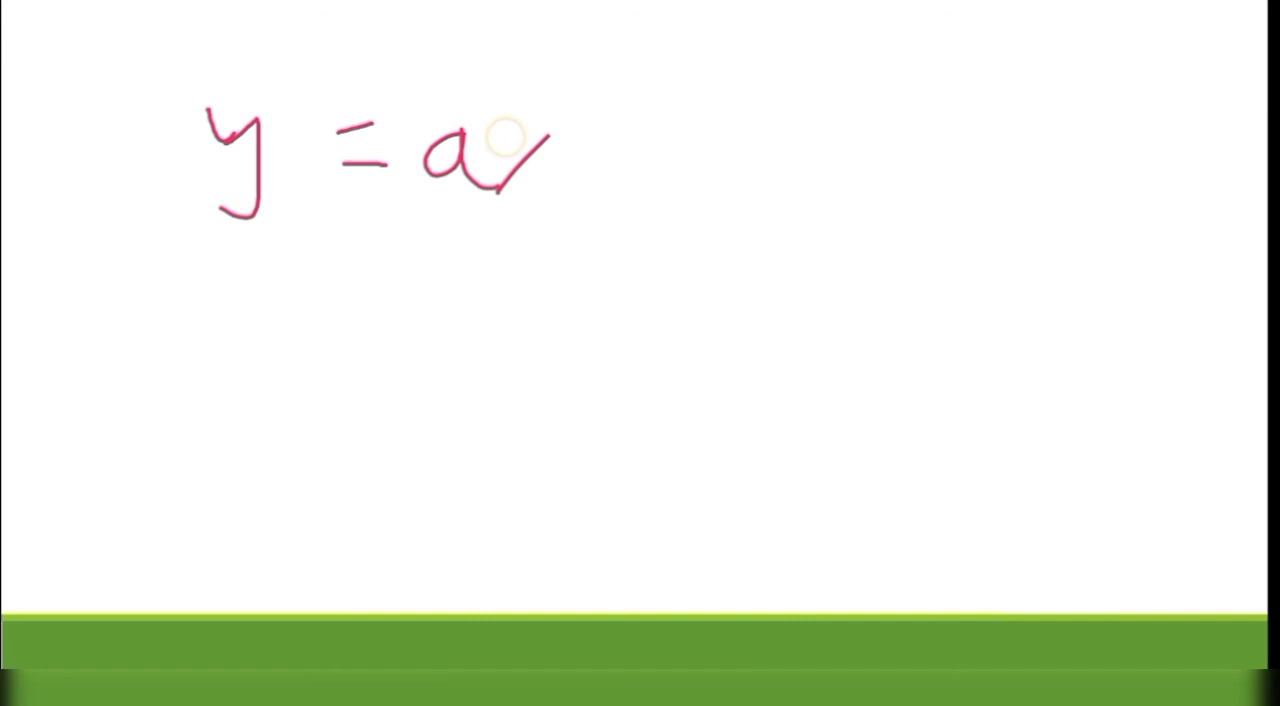 y = a